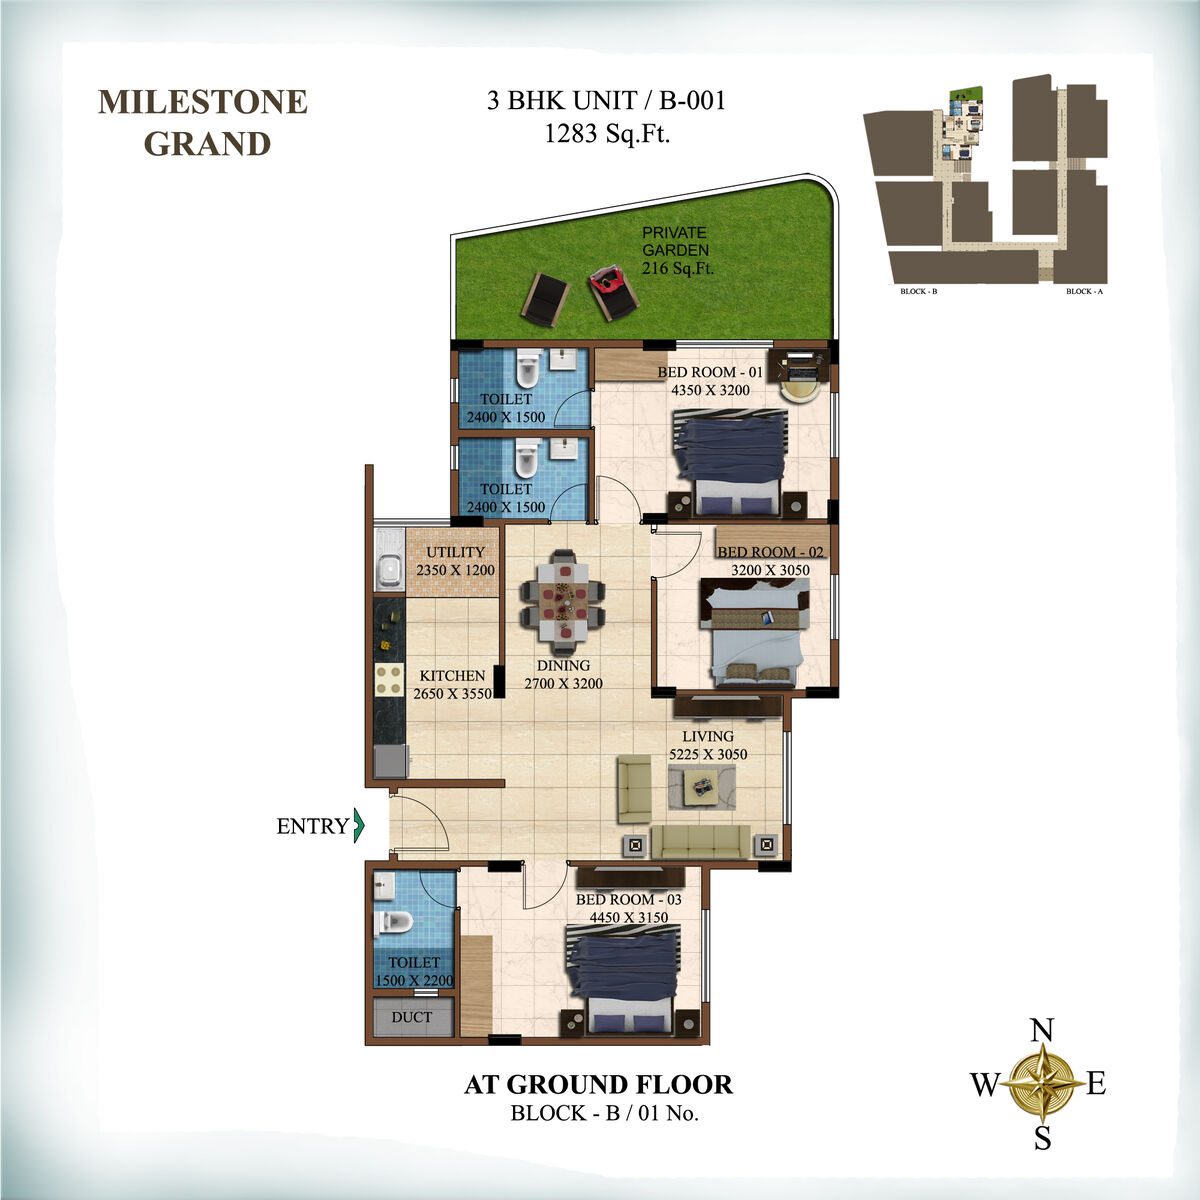 MILESTONE
GRAND
3 BHK UNIT / B-001
1283 Sq.Ft.
BLOCK - B
BLOCK - A
PRIVATE
GARDEN
216 Sq.Ft.
TOILET
2400 X 1500
BED ROOM - 01
4350 X 3200
TOILET
2400 X 1500
UTILITY
2350 X 1200
BED ROOM - 02
3200 X 3050
KITCHEN
2650 X 3550
DINING
2700 X 3200
LIVING
5225 X 3050
ENTRY
BED ROOM - 03
4450 X 3150
TOILET
1500 X 2200
DUCT
AT GROUND FLOOR
BLOCK - B / 01 No.
N
W
E
S